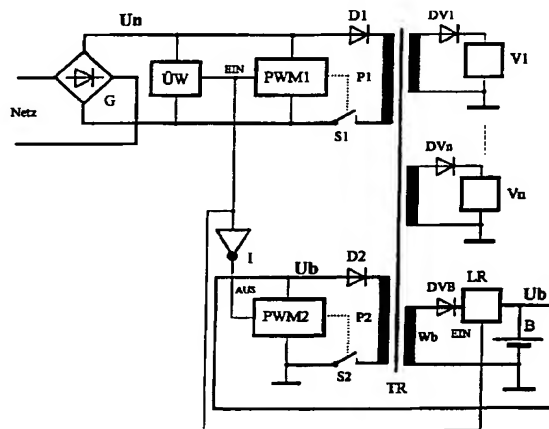 Un
D1
DV1
V1
ÜW
EIN
PWM1
P1
G
Netz
S1
DVn
Vn
I
Ub
D2
LR
DVB
Ub
AUS
PWM2
P2
Wb
EIN
B
S2
TR